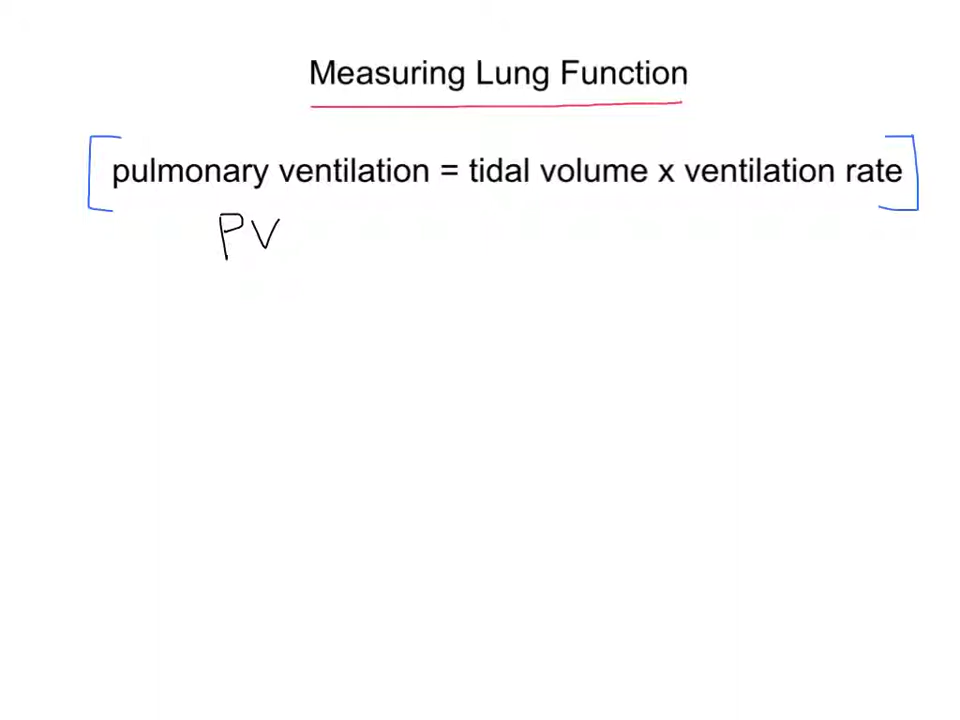 Measuring Lung Function
pulmonary ventilation = tidal volume x ventilation rate
PV